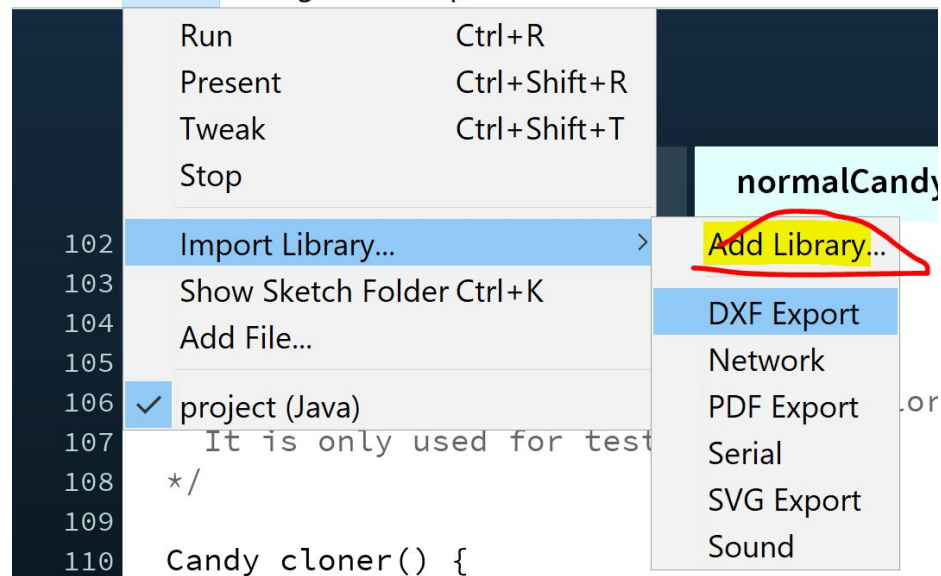 Run Ctrl+R
Present Ctrl+Shift+R
Tweak Ctrl+Shift+T
Stop
normalCandy
102 Import Library... > Add Library...
103 Show Sketch Folder Ctrl+K
DXF Export
104 Add File...
105 Network
106 ✓ project (Java) PDF Export
107 It is only used for test
Serial
108 */
SVG Export
109
Sound
110 Candy cloner() {